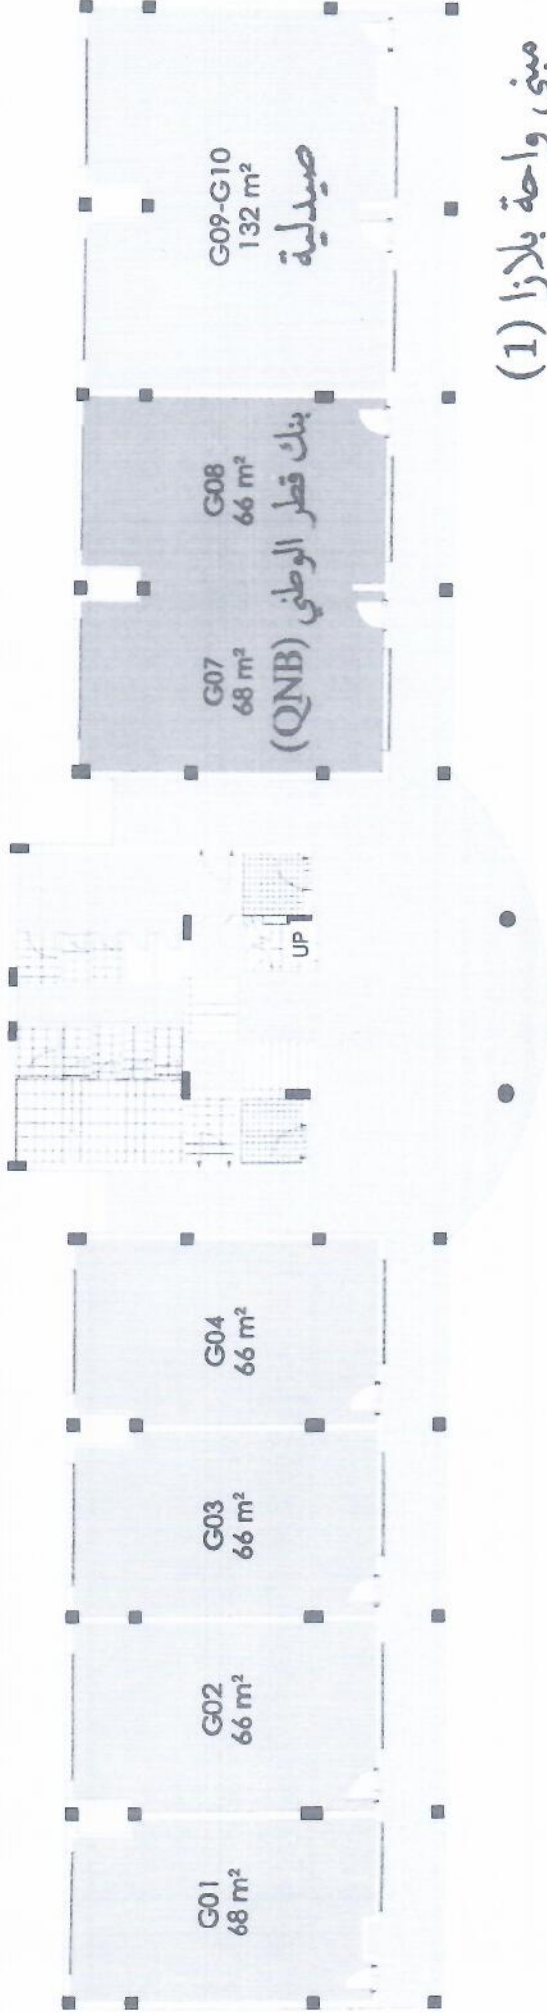 G01
68 m²
G02
66 m²
G03
66 m²
G04
66 m²
UP
G07
68 m²
G08
66 m²
بنك قطر الوطني (QNB)
G09-G10
132 m²
صيدلية
مبنى واحة بلازا (1)